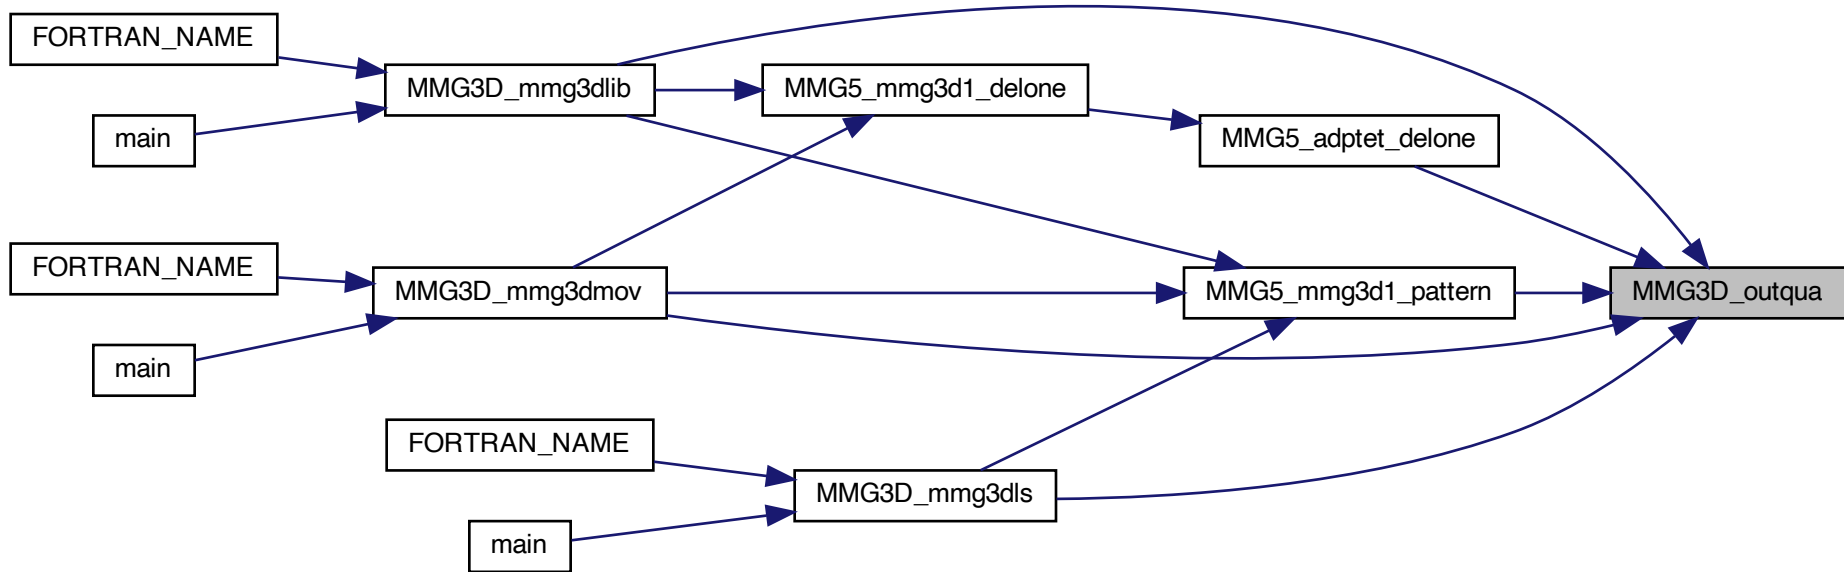 FORTRAN_NAME
MMG3D_mmg3dlib
MMG5_mmg3d1_delone
main
MMG5_adptet_delone
FORTRAN_NAME
MMG3D_mmg3dmov
MMG5_mmg3d1_pattern
MMG3D_outqua
main
FORTRAN_NAME
MMG3D_mmg3dls
main